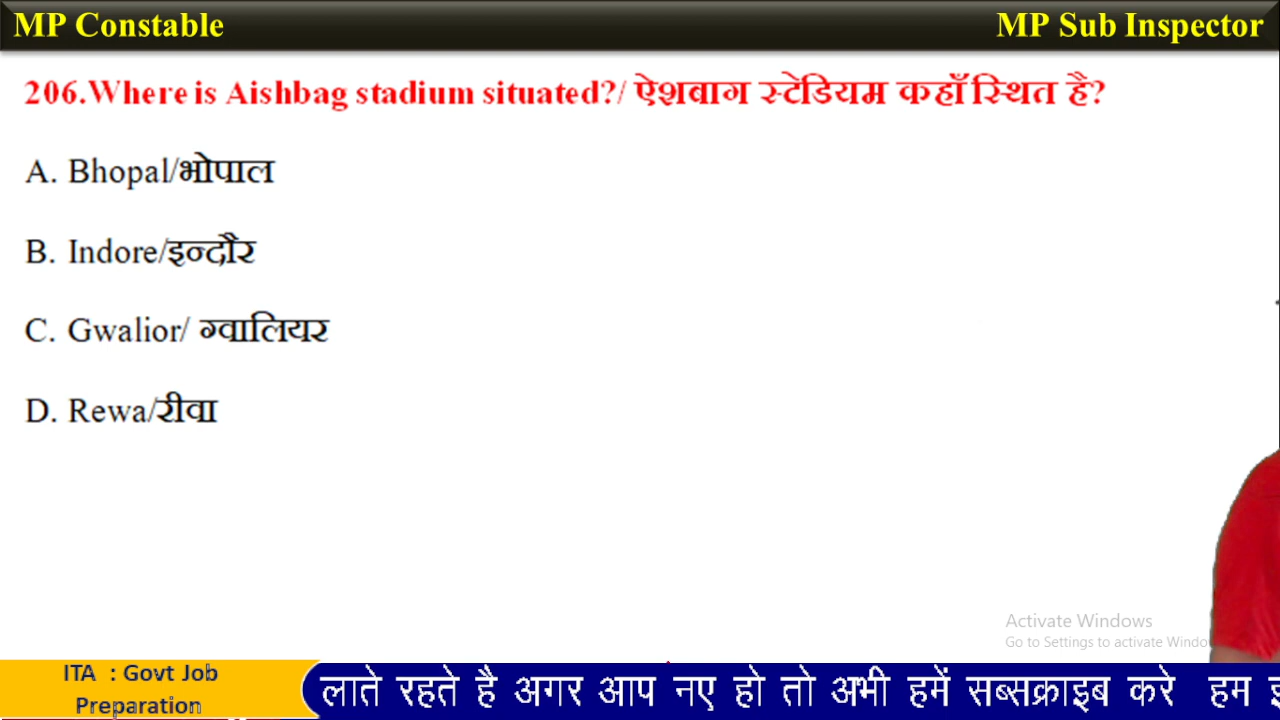 MP Constable MP Sub Inspector
206.Where is Aishbag stadium situated?/ ऐशबाग स्टेडियम कहाँ स्थित है?
A. Bhopal/भोपाल
B. Indore/इन्दौर
C. Gwalior/ ग्वालियर
D. Rewa/रीवा
Activate Windows
Go to Settings to activate
ITA : Govt Job
Preparation
लाते रहते है अगर आप नए हो तो अभी हमें सब्सक्राइब करे हम